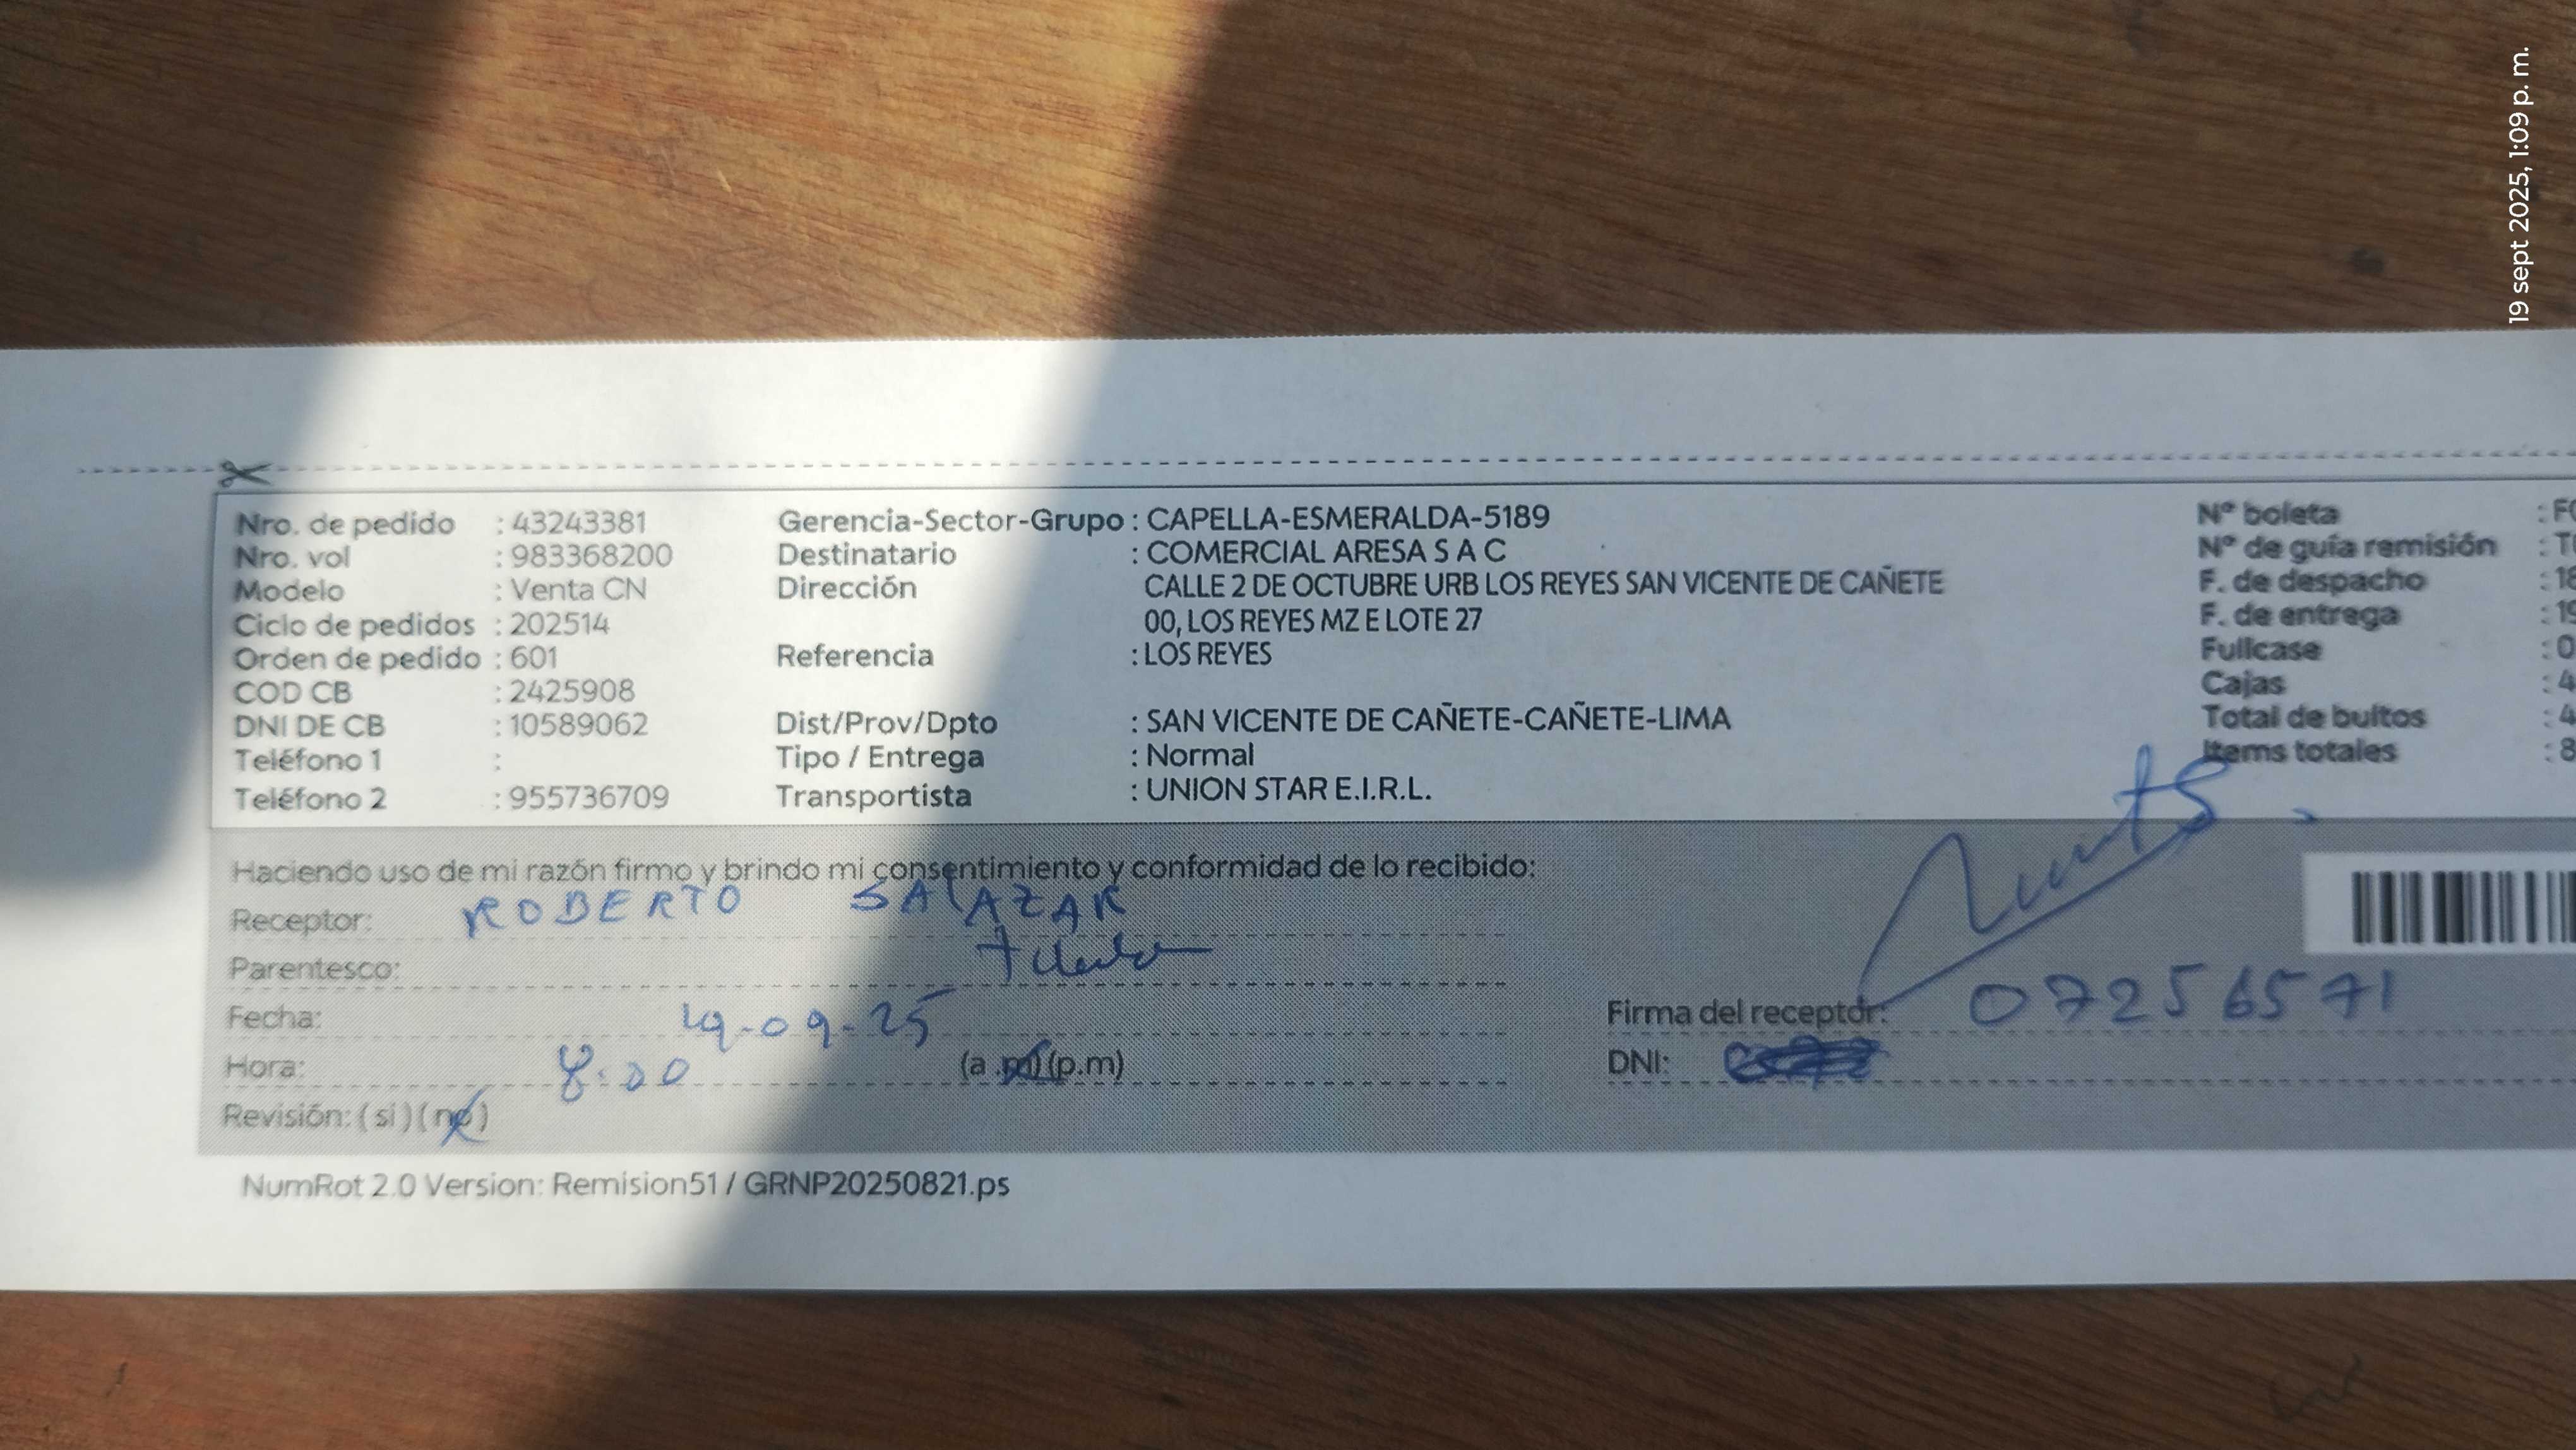 19 sept 2025, 1:09 p. m.
Nro. de pedido : 43243381
Nro. vol : 983368200
Modelo : Venta CN
Ciclo de pedidos : 202514
Orden de pedido : 601
COD CB : 2425908
DNI DE CB : 10589062
Teléfono 1 :
Teléfono 2 : 955736709
Gerencia-Sector-Grupo : CAPELLA-ESMERALDA-5189
Destinatario : COMERCIAL ARESA S A C
Dirección CALLE 2 DE OCTUBRE URB LOS REYES SAN VICENTE DE CAÑETE
00, LOS REYES MZ E LOTE 27
Referencia : LOS REYES
Dist/Prov/Dpto : SAN VICENTE DE CAÑETE-CAÑETE-LIMA
Tipo / Entrega : Normal
Transportista : UNION STAR E.I.R.L.
Nº boleta :
Nº de guía remisión :
F. de despacho : 18
F. de entrega : 19
Fullcase : 0
Cajas : 4
Total de bultos : 4
Items totales : 8
Haciendo uso de mi razón firmo y brindo mi consentimiento y conformidad de lo recibido:
Receptor: ROBERTO SALAZAR
Parentesco: titular
Fecha: 19-09-25
Hora: 8:00 (a.m)(p.m)
Revisión: (si)(no)
Firma del receptor: 07256571
DNI:
NumRot 2.0 Version: Remision51 / GRNP20250821.ps